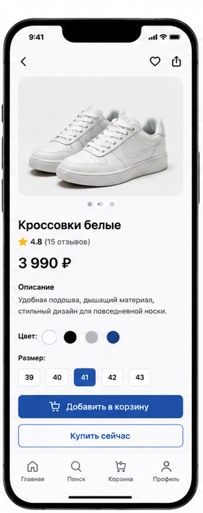 9:41
Кроссовки белые
4.8 (15 отзывов)
3 990 ₽
Описание
Удобная подошва, дышащий материал,
стильный дизайн для повседневной носки.
Цвет:
Размер:
39 40 41 42 43
Добавить в корзину
Купить сейчас
Главная Поиск Корзина Профиль